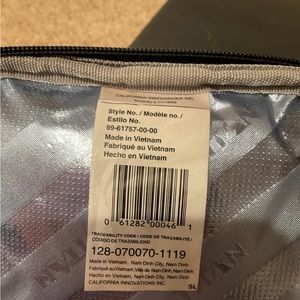 CALIFORNIA INNOVATIONS INC.
Toronto • Canada
Style No. / Modèle no. /
Estilo No.
99-61757-00-00
Made in Vietnam
Fabriqué au Vietnam
Hecho en Vietnam
0 61282 00046 1
TRACEABILITY CODE / CODE DE TRAÇABILITÉ /
CÓDIGO DE TRAZABILIDAD
128-070070-1119
Made in Vietnam, Nam Dinh City, Nam Dinh
Fabriqué au Vietnam, Ville de Nam Dinh, Nam Dinh
Hecho en Vietnam, Nam Dinh City, Nam Dinh
CALIFORNIA INNOVATIONS INC.
SL